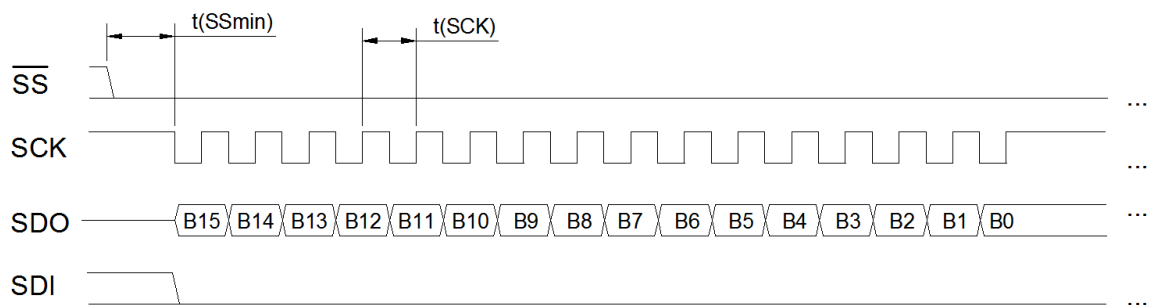 t(SSmin) t(SCK)
SS ...
SCK ...
SDO B15 B14 B13 B12 B11 B10 B9 B8 B7 B6 B5 B4 B3 B2 B1 B0 ...
SDI ...